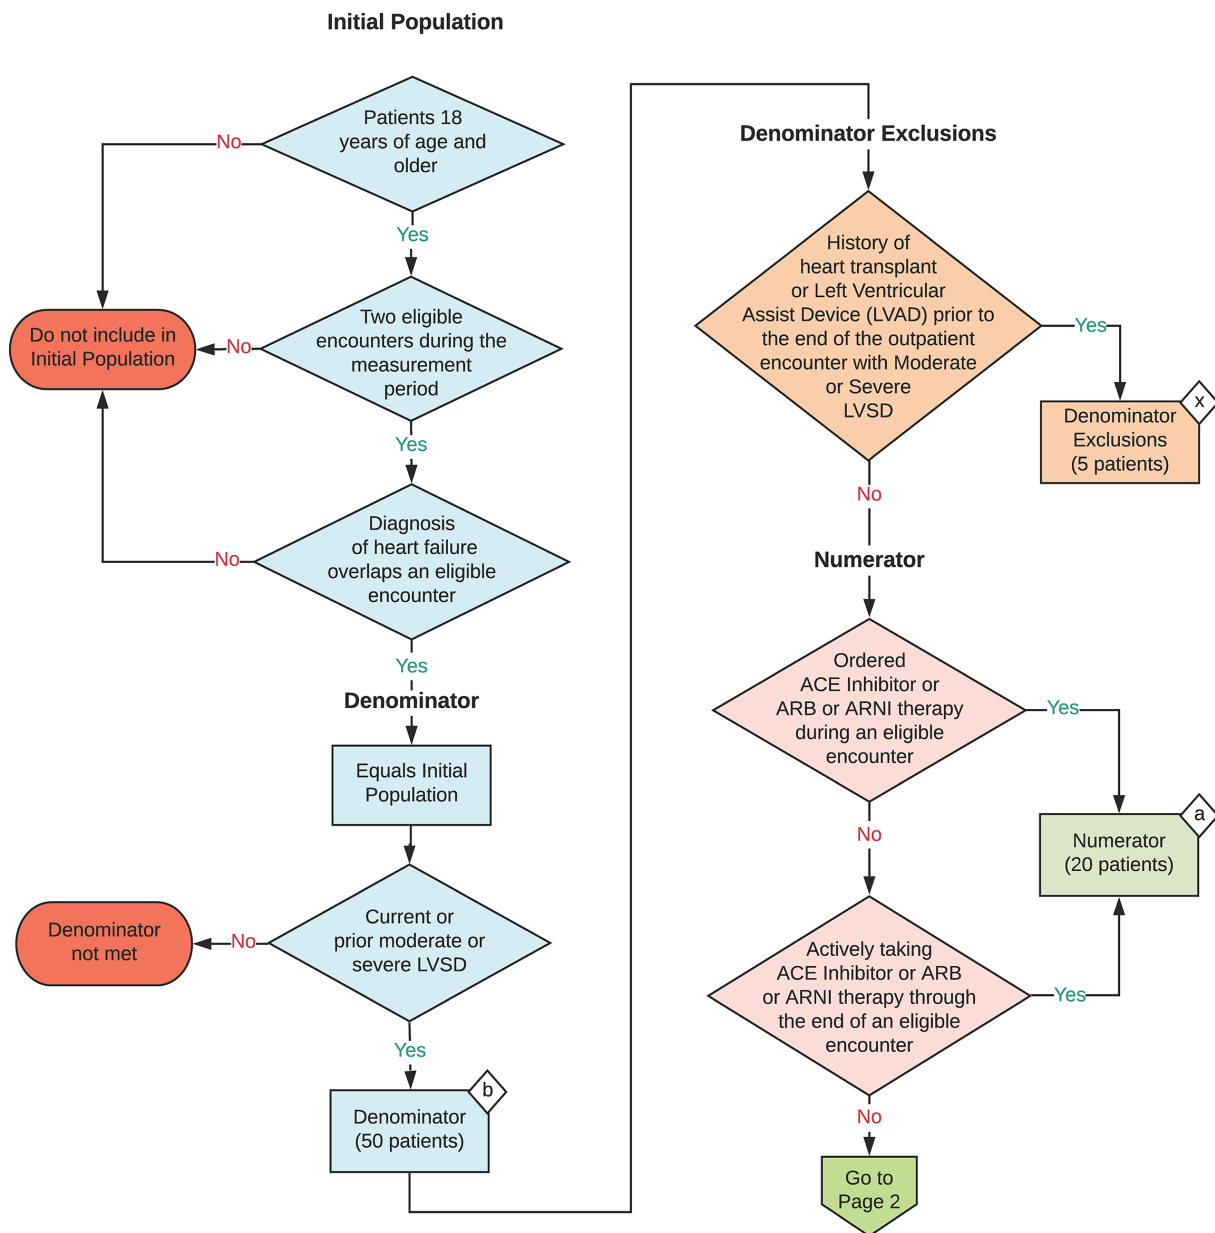 Initial Population
Patients 18
years of age and
older
No
Yes
Two eligible
encounters during the
measurement
period
No
Do not include in
Initial Population
Yes
Diagnosis
of heart failure
overlaps an eligible
encounter
No
Yes
Denominator
Equals Initial
Population
Current or
prior moderate or
severe LVSD
No
Denominator
not met
Yes
b
Denominator
(50 patients)
Denominator Exclusions
History of
heart transplant
or Left Ventricular
Assist Device (LVAD) prior to
the end of the outpatient
encounter with Moderate
or Severe
LVSD
Yes
x
Denominator
Exclusions
(5 patients)
No
Numerator
Ordered
ACE Inhibitor or
ARB or ARNI therapy
during an eligible
encounter
Yes
a
Numerator
(20 patients)
No
Actively taking
ACE Inhibitor or ARB
or ARNI therapy through
the end of an eligible
encounter
Yes
No
Go to
Page 2